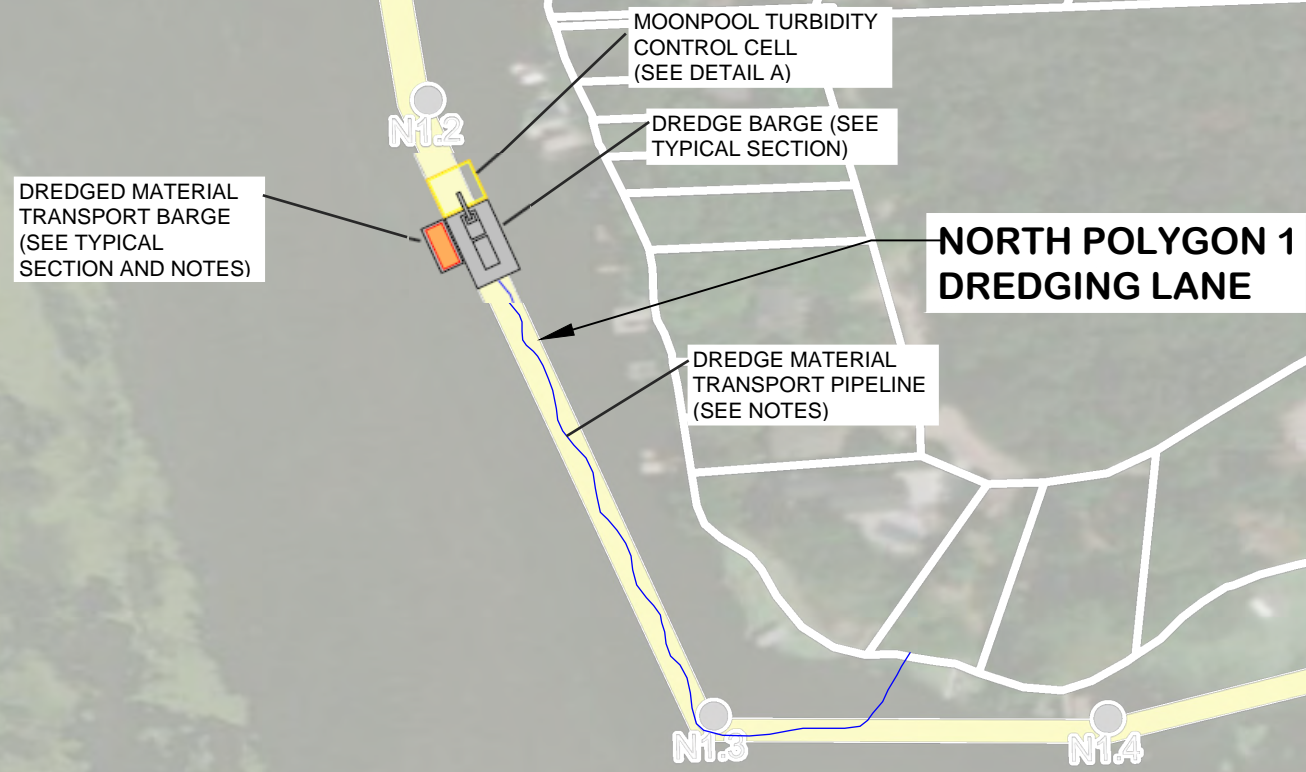 MOONPOOL TURBIDITY
CONTROL CELL
(SEE DETAIL A)
N1.2
DREDGE BARGE (SEE
TYPICAL SECTION)
DREDGED MATERIAL
TRANSPORT BARGE
(SEE TYPICAL
SECTION AND NOTES)
NORTH POLYGON 1
DREDGING LANE
DREDGE MATERIAL
TRANSPORT PIPELINE
(SEE NOTES)
N1.3
N1.4